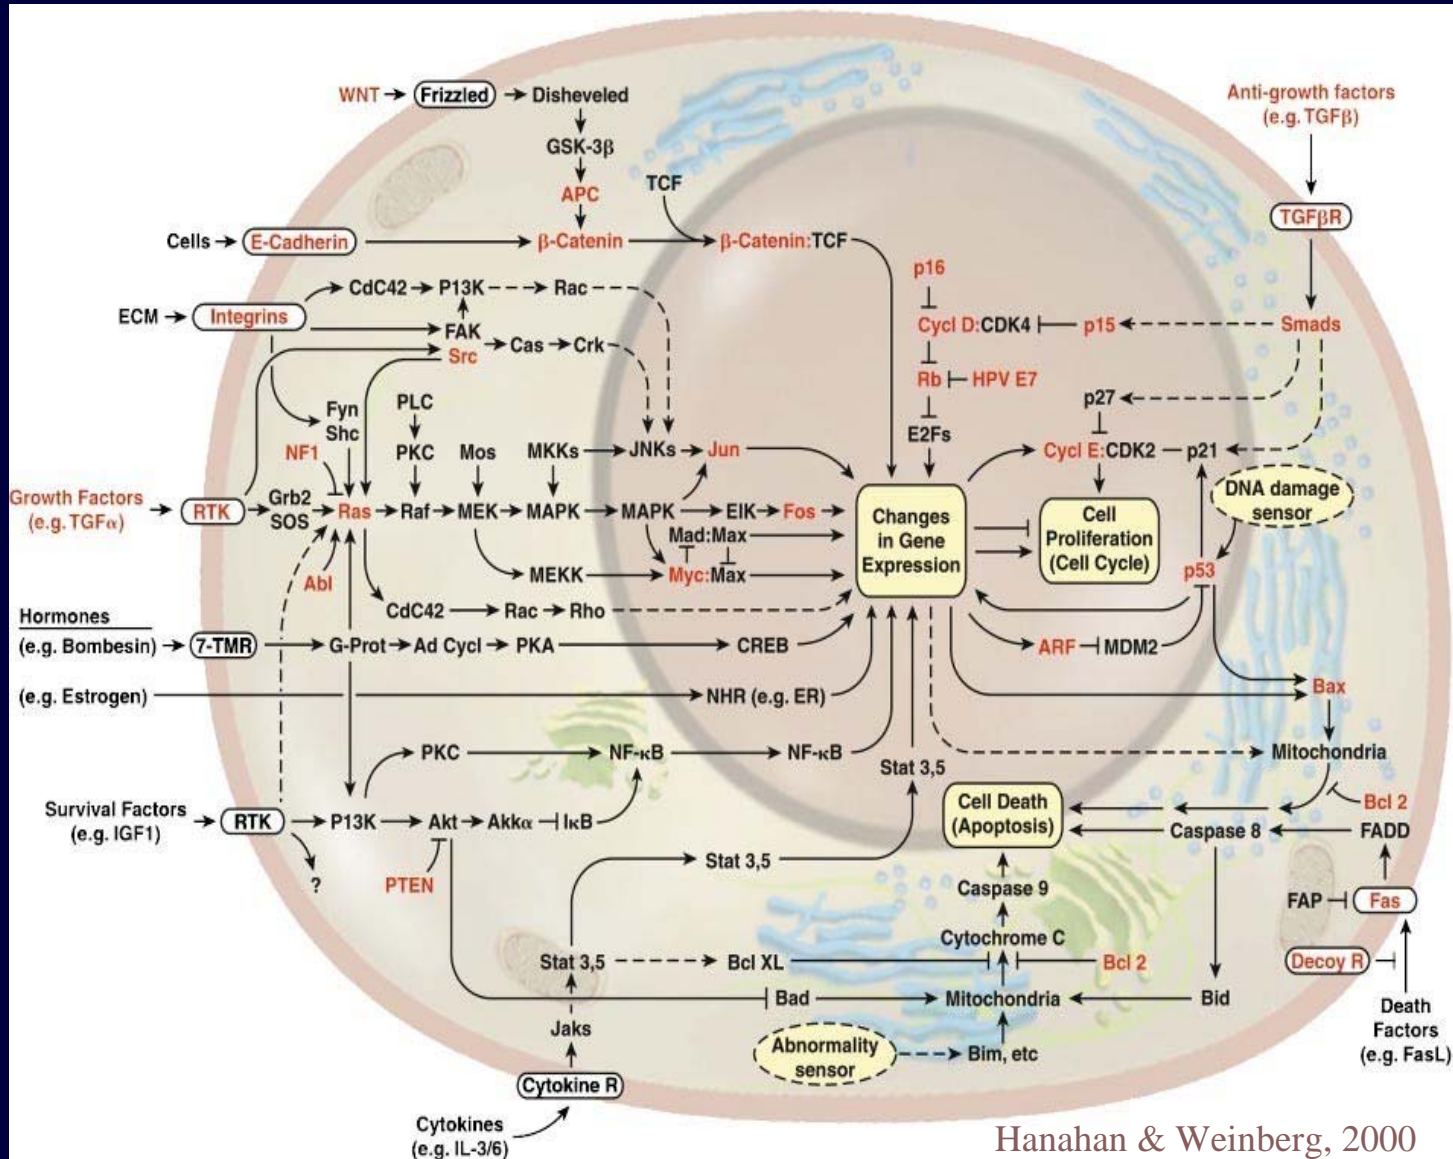 WNT
Frizzled
Disheveled
GSK-3β
APC
TCF
Cells
E-Cadherin
β-Catenin
β-Catenin:TCF
Anti-growth factors
(e.g. TGFβ)
TGFβR
Smads
p16
Cycl D:CDK4
p15
Rb
HPV E7
E2Fs
p27
Cycl E:CDK2
p21
DNA damage
sensor
CdC42
P13K
Rac
ECM
Integrins
FAK
Src
Cas
Crk
Fyn
Shc
PLC
NF1
PKC
Mos
MKKs
JNKs
Jun
Growth Factors
(e.g. TGFα)
RTK
Grb2
SOS
Ras
Raf
MEK
MAPK
MAPK
ElK
Fos
Mad:Max
Changes
in Gene
Expression
Cell
Proliferation
(Cell Cycle)
p53
Abl
MEKK
Myc:Max
CdC42
Rac
Rho
Hormones
(e.g. Bombesin)
7-TMR
G-Prot
Ad Cycl
PKA
CREB
ARF
MDM2
(e.g. Estrogen)
NHR (e.g. ER)
Bax
PKC
NF-κB
NF-κB
Stat 3,5
Mitochondria
Survival Factors
(e.g. IGF1)
RTK
P13K
Akt
Akkα
IκB
Cell Death
(Apoptosis)
Bcl 2
Caspase 8
FADD
?
PTEN
Stat 3,5
Caspase 9
FAP
Fas
Cytochrome C
Stat 3,5
Bcl XL
Bcl 2
Decoy R
Bad
Mitochondria
Bid
Death
Factors
(e.g. FasL)
Jaks
Abnormality
sensor
Bim, etc
Cytokine R
Cytokines
(e.g. IL-3/6)
Hanahan & Weinberg, 2000